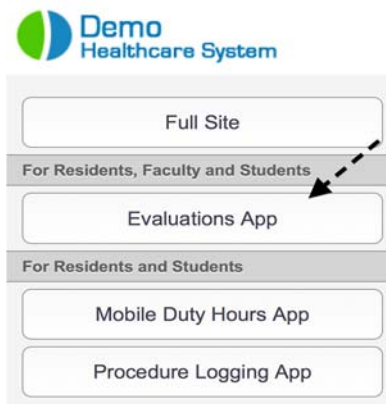 Demo
Healthcare System
Full Site
For Residents, Faculty and Students
Evaluations App
For Residents and Students
Mobile Duty Hours App
Procedure Logging App